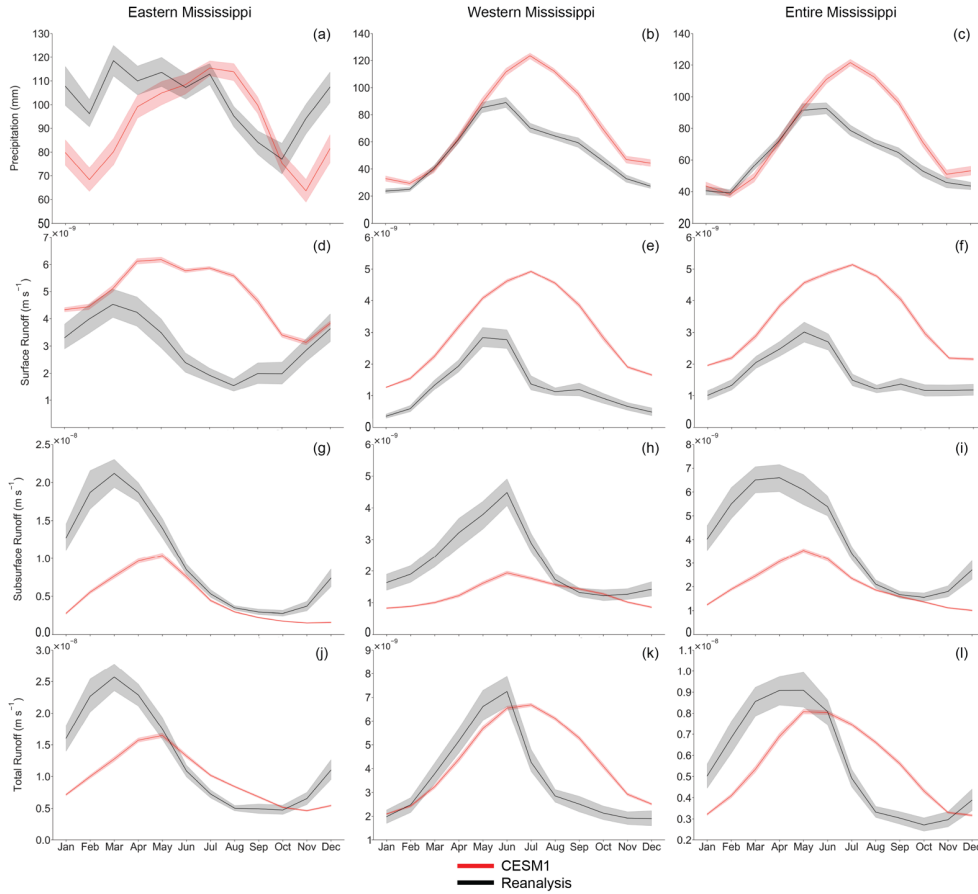 Eastern Mississippi Western Mississippi Entire Mississippi
(a) (b) (c)
Precipitation (mm)
130 120 110 100 90 80 70 60 50
140 120 100 80 60 40 20 0
140 120 100 80 60 40 20
(d) (e) (f)
Surface Runoff (m s⁻¹)
×10⁻⁹ 7 6 5 4 3 2 1
×10⁻⁹ 6 5 4 3 2 1 0
×10⁻⁹ 6 5 4 3 2 1 0
(g) (h) (i)
Subsurface Runoff (m s⁻¹)
×10⁻⁸ 2.5 2.0 1.5 1.0 0.5 0.0
×10⁻⁹ 6 5 4 3 2 1 0
×10⁻⁹ 9 8 7 6 5 4 3 2 1 0
(j) (k) (l)
Total Runoff (m s⁻¹)
×10⁻⁸ 3.0 2.5 2.0 1.5 1.0 0.5 0.0
×10⁻⁹ 9 8 7 6 5 4 3 2 1
×10⁻⁸ 1.1 1 0.9 0.8 0.7 0.6 0.5 0.4 0.3 0.2
Jan Feb Mar Apr May Jun Jul Aug Sep Oct Nov Dec
Jan Feb Mar Apr May Jun Jul Aug Sep Oct Nov Dec
Jan Feb Mar Apr May Jun Jul Aug Sep Oct Nov Dec
CESM1
Reanalysis